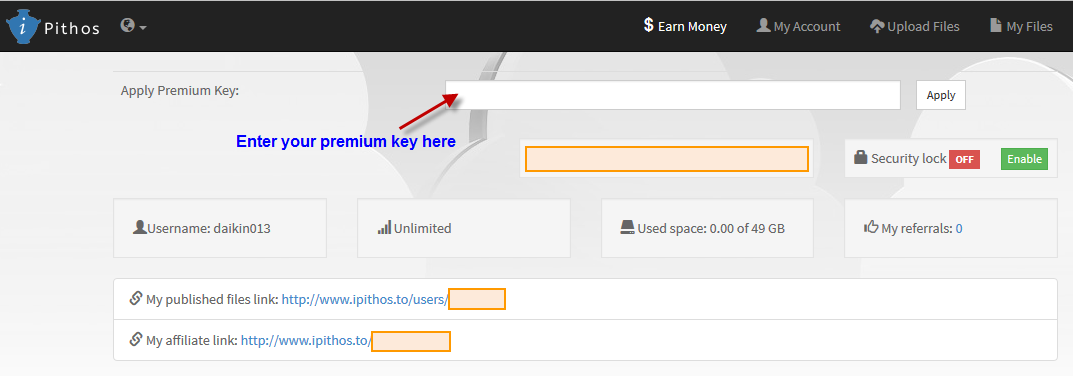 i Pithos $ Earn Money My Account Upload Files My Files
Apply Premium Key: Apply
Enter your premium key here
Security lock OFF Enable
Username: daikin013 Unlimited Used space: 0.00 of 49 GB My referrals: 0
My published files link: http://www.ipithos.to/users/
My affiliate link: http://www.ipithos.to/